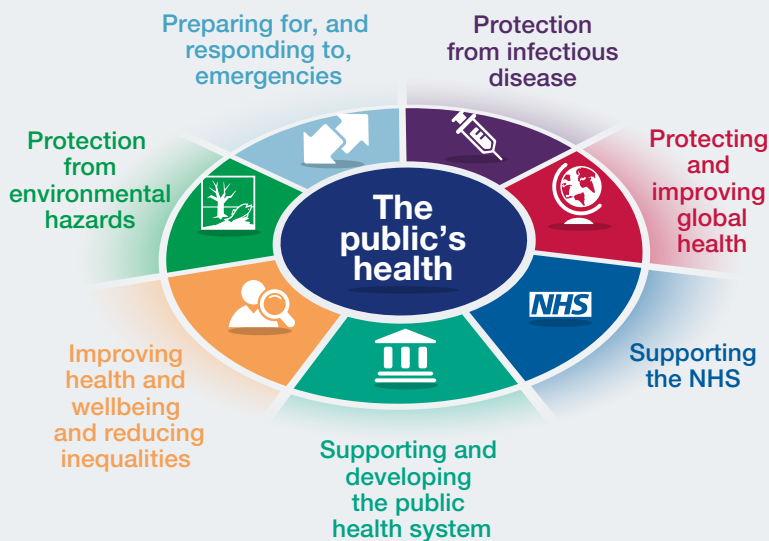 Preparing for, and
responding to,
emergencies
Protection
from infectious
disease
Protection
from
environmental
hazards
Protecting
and
improving
global
health
The
public's
health
NHS
Improving
health and
wellbeing
and reducing
inequalities
Supporting
the NHS
Supporting and
developing
the public
health system